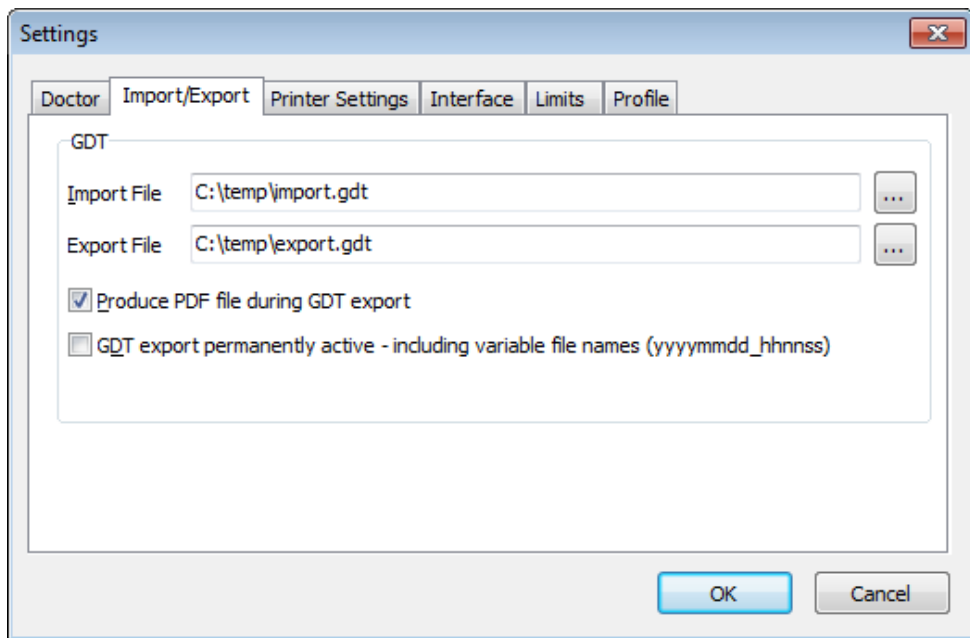 Settings
Doctor Import/Export Printer Settings Interface Limits Profile
GDT
Import File C:\temp\import.gdt ...
Export File C:\temp\export.gdt ...
Produce PDF file during GDT export
GDT export permanently active - including variable file names (yyyymmdd_hhnnss)
OK Cancel